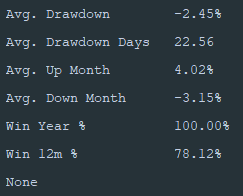 Avg. Drawdown -2.45%
Avg. Drawdown Days 22.56
Avg. Up Month 4.02%
Avg. Down Month -3.15%
Win Year % 100.00%
Win 12m % 78.12%
None